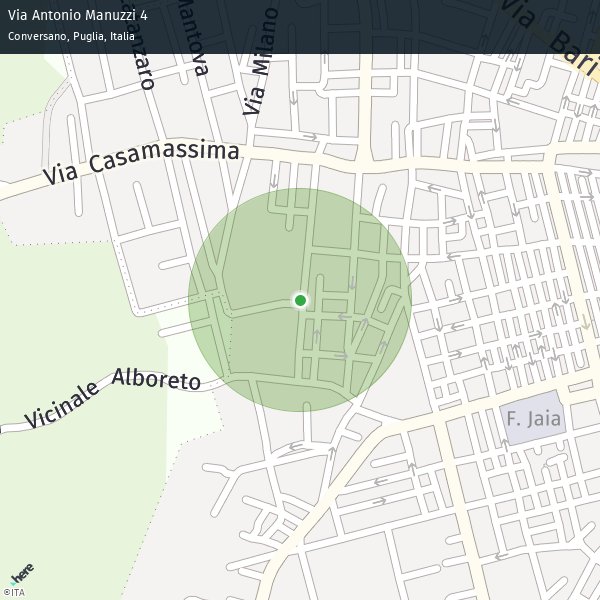 Via Antonio Manuzzi 4
Conversano, Puglia, Italia
Mantova
Via Milano
Via Bari
Via Casamassima
Vicinale Alboreto
F. Jaia
here
©ITA